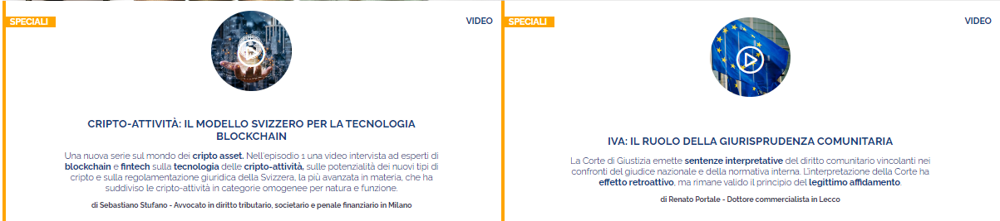 SPECIALI
VIDEO
CRIPTO-ATTIVITÀ: IL MODELLO SVIZZERO PER LA TECNOLOGIA
BLOCKCHAIN
Una nuova serie sul mondo dei cripto asset. Nell'episodio 1 una video intervista ad esperti di
blockchain e fintech sulla tecnologia delle cripto-attività, sulle potenzialità dei nuovi tipi di
cripto e sulla regolamentazione giuridica della Svizzera, la più avanzata in materia, che ha
suddiviso le cripto-attività in categorie omogenee per natura e funzione.
di Sebastiano Stufano - Avvocato in diritto tributario, societario e penale finanziario in Milano
SPECIALI
VIDEO
IVA: IL RUOLO DELLA GIURISPRUDENZA COMUNITARIA
La Corte di Giustizia emette sentenze interpretative del diritto comunitario vincolanti nei
confronti del giudice nazionale e della normativa interna. L'interpretazione della Corte ha
effetto retroattivo, ma rimane valido il principio del legittimo affidamento.
di Renato Portale - Dottore commercialista in Lecco